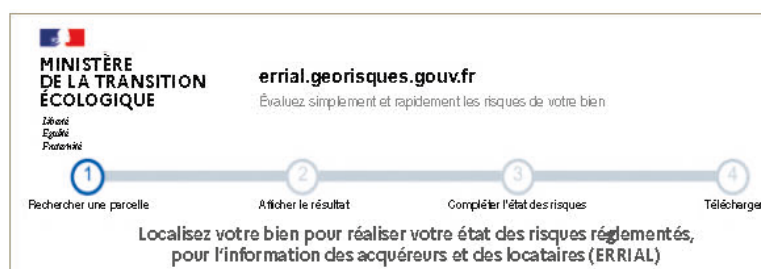 MINISTÈRE
DE LA TRANSITION
ÉCOLOGIQUE
Liberté
Egalité
Fraternité
errial.georisques.gouv.fr
Évaluez simplement et rapidement les risques de votre bien
1
2
3
4
Rechercher une parcelle
Afficher le résultat
Compléter l'état des risques
Télécharger
Localisez votre bien pour réaliser votre état des risques réglementés,
pour l'information des acquéreurs et des locataires (ERRIAL)